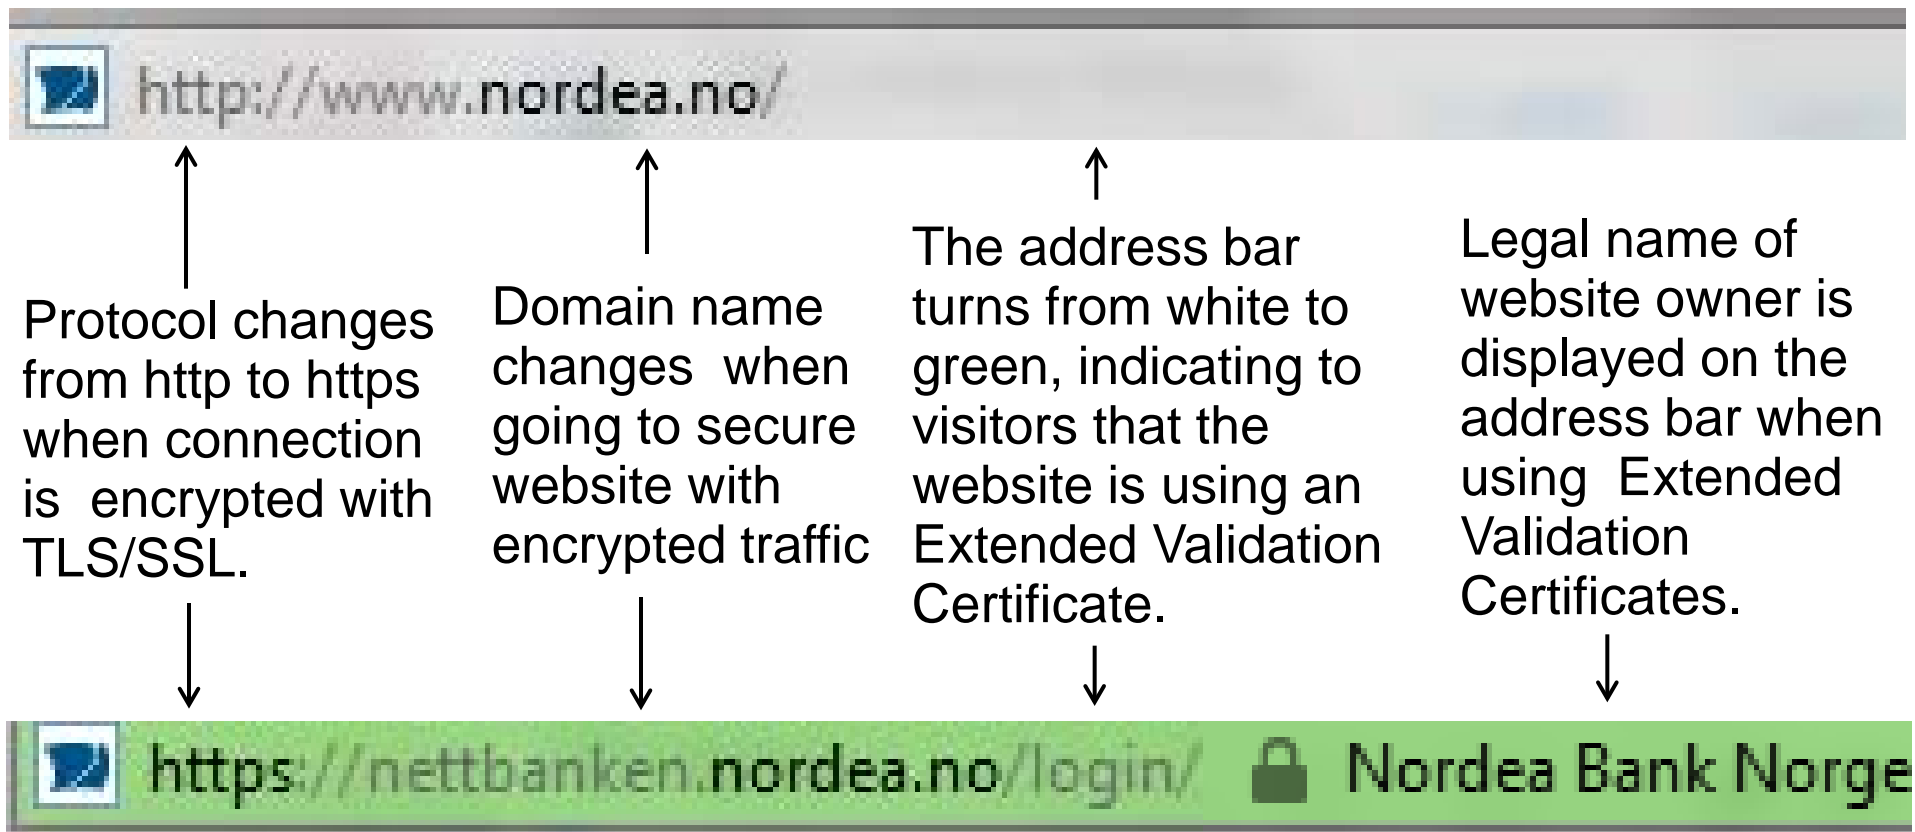 http://www.nordea.no/
Protocol changes
from http to https
when connection
is encrypted with
TLS/SSL.
Domain name
changes when
going to secure
website with
encrypted traffic
The address bar
turns from white to
green, indicating to
visitors that the
website is using an
Extended Validation
Certificate.
Legal name of
website owner is
displayed on the
address bar when
using Extended
Validation
Certificates.
https://nettbanken.nordea.no/login/ Nordea Bank Norge